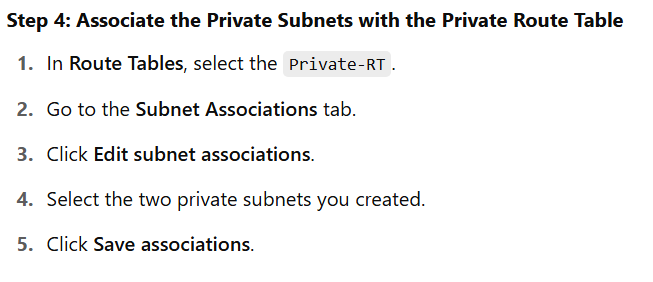 Step 4: Associate the Private Subnets with the Private Route Table
1. In Route Tables, select the Private-RT.
2. Go to the Subnet Associations tab.
3. Click Edit subnet associations.
4. Select the two private subnets you created.
5. Click Save associations.